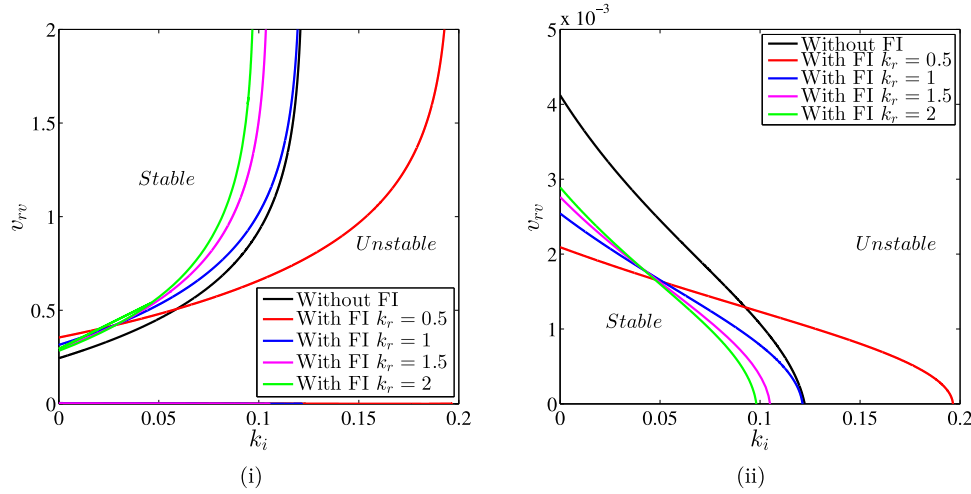 2
1.5
1
0.5
0
v_{rv}
Stable
Unstable
Without FI
With FI k_r = 0.5
With FI k_r = 1
With FI k_r = 1.5
With FI k_r = 2
0 0.05 0.1 0.15 0.2
k_i
(i)
5 x 10^{-3}
4
3
2
1
0
v_{rv}
Without FI
With FI k_r = 0.5
With FI k_r = 1
With FI k_r = 1.5
With FI k_r = 2
Unstable
Stable
0 0.05 0.1 0.15 0.2
k_i
(ii)